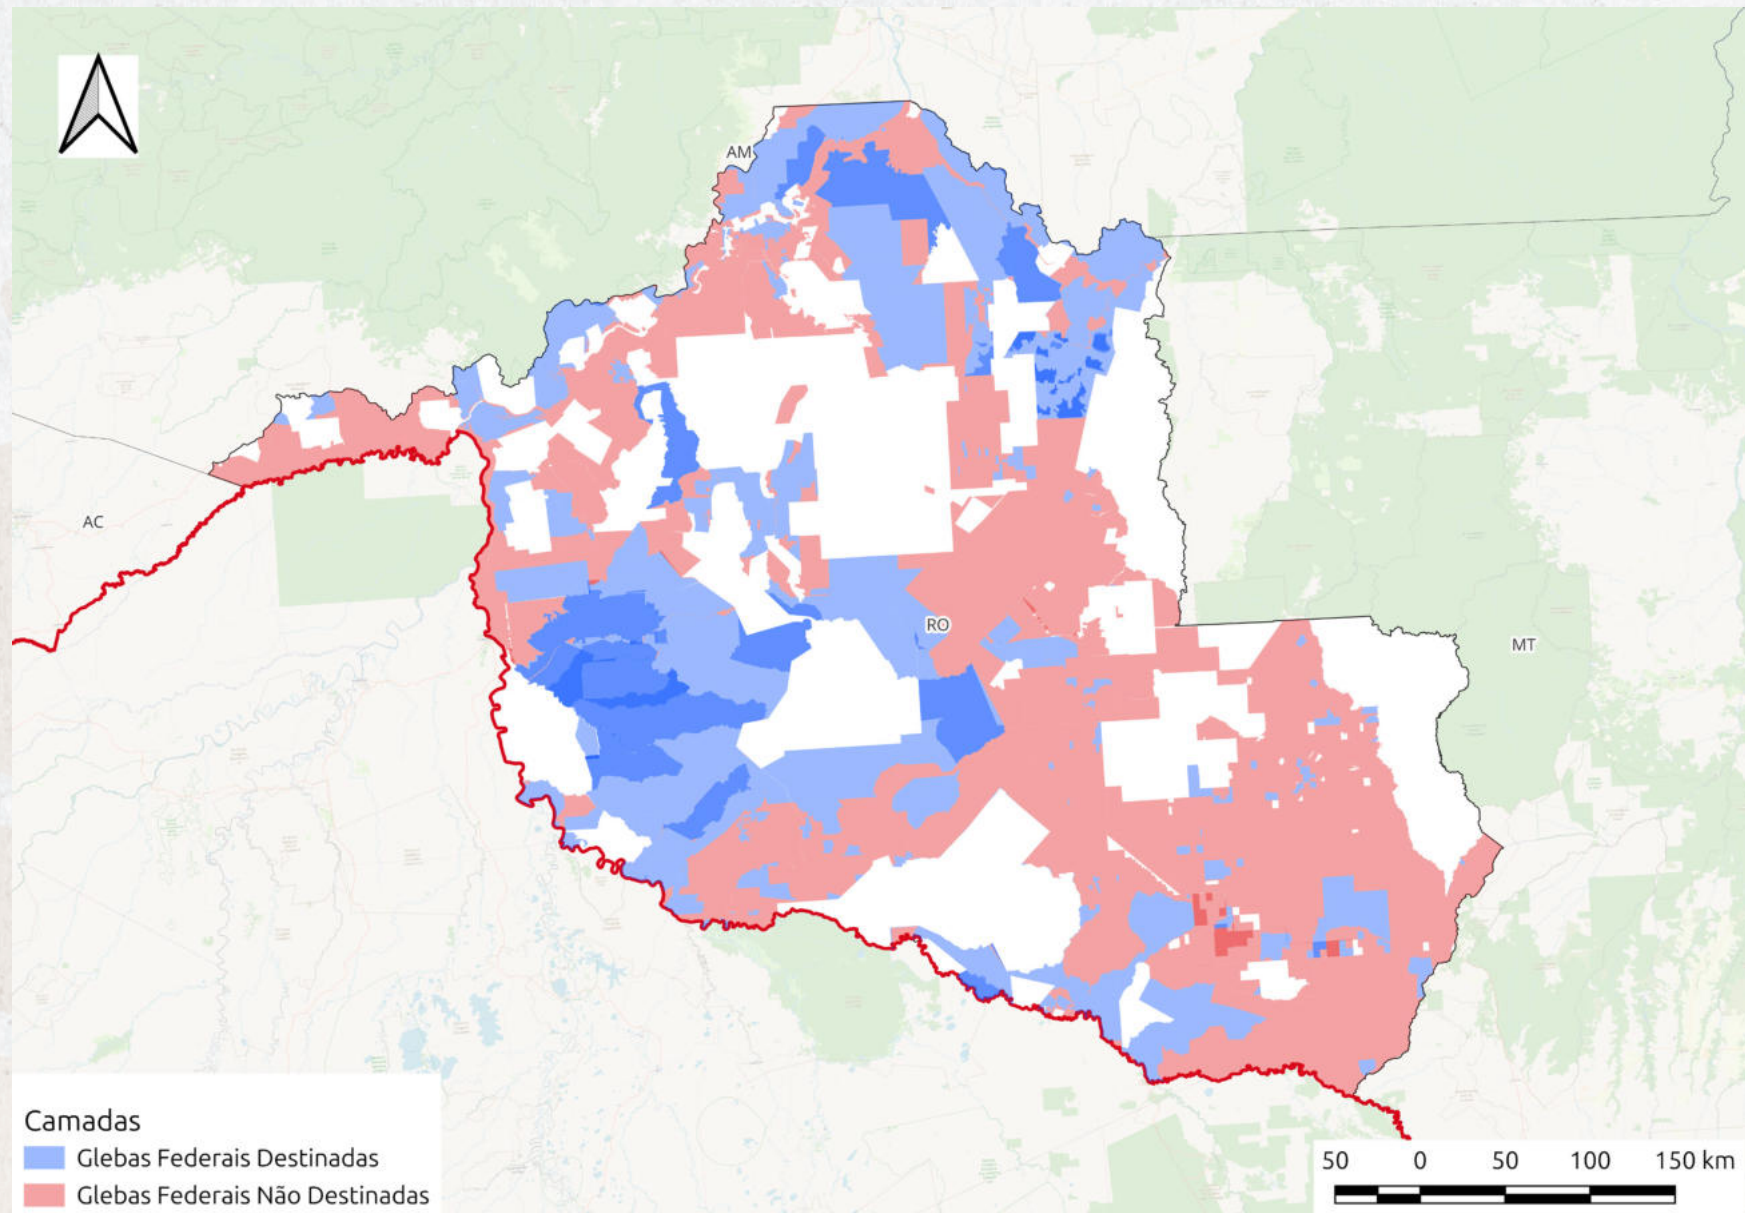 AM
AC
RO
MT
Camadas
Glebas Federais Destinadas
Glebas Federais Não Destinadas
50 0 50 100 150 km